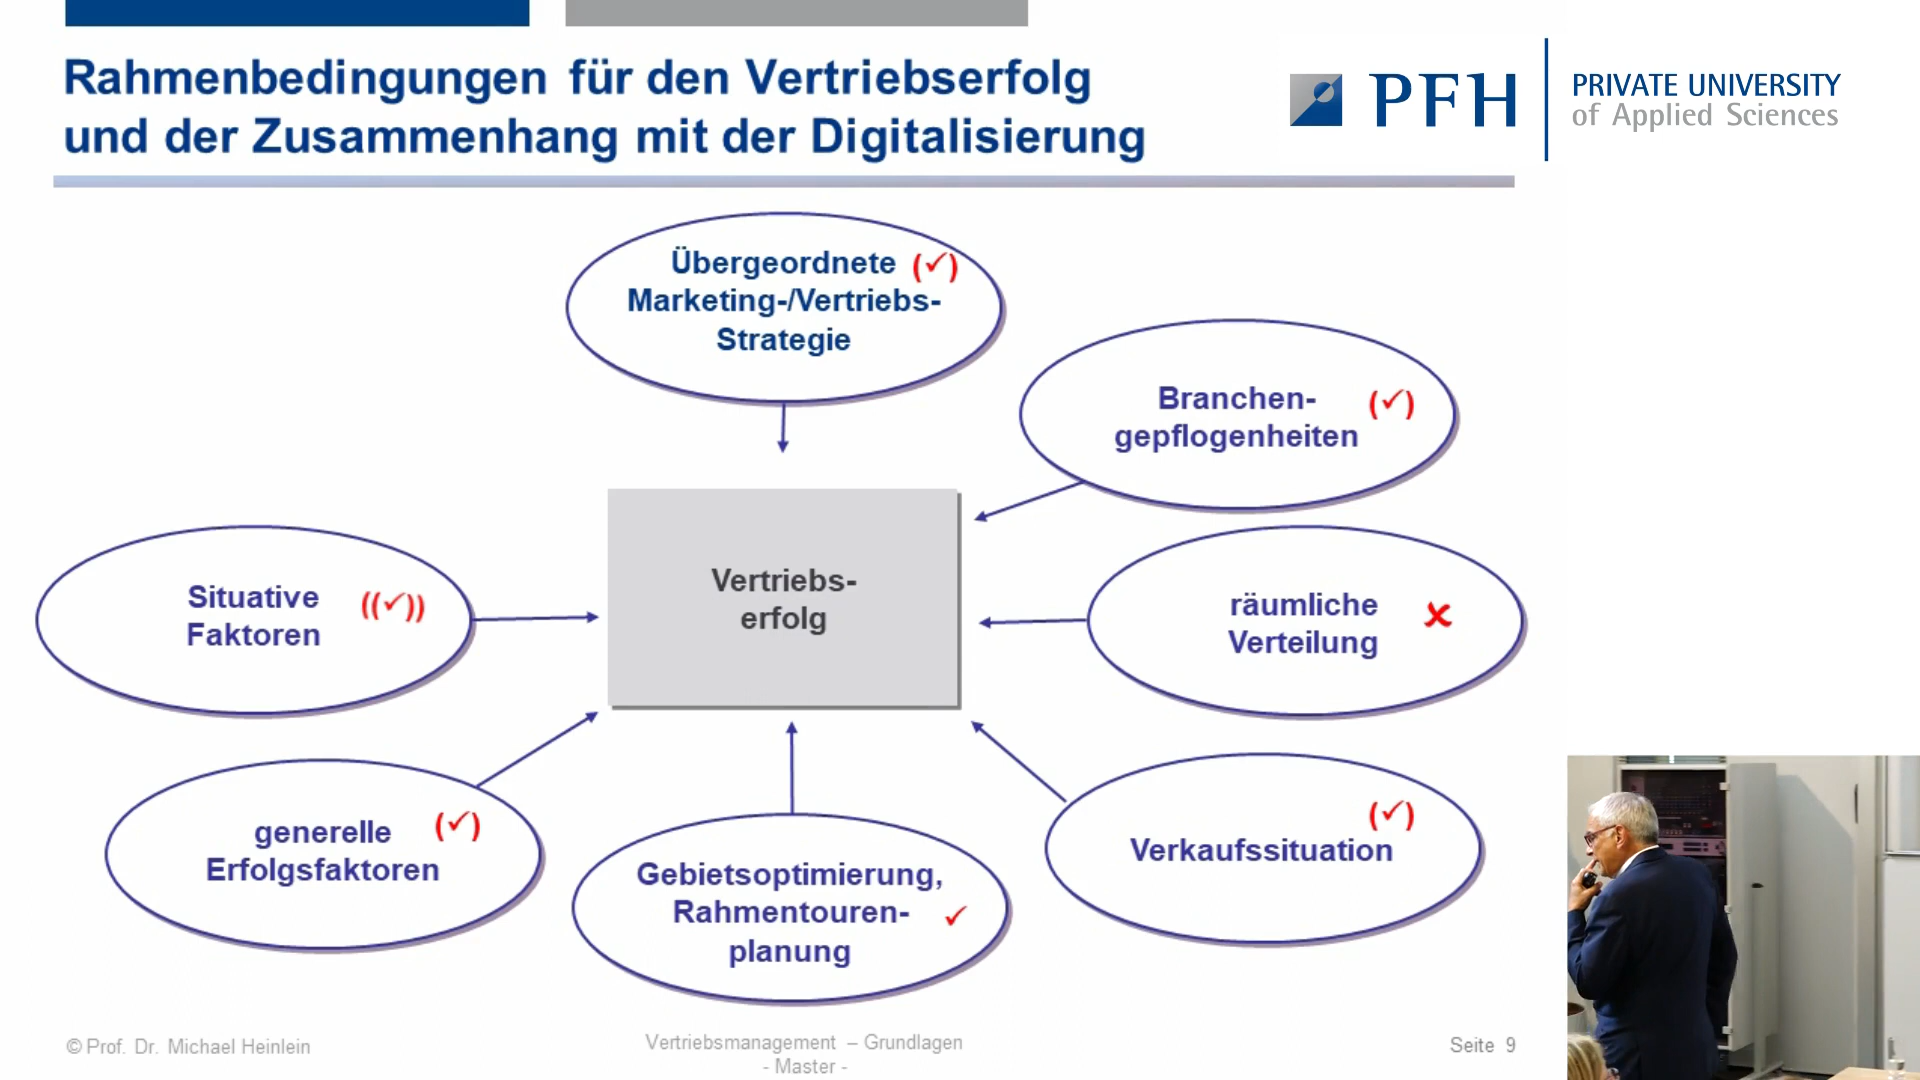 Rahmenbedingungen für den Vertriebserfolg
und der Zusammenhang mit der Digitalisierung
PFH
PRIVATE UNIVERSITY
of Applied Sciences
Übergeordnete (✓)
Marketing-/Vertriebs-
Strategie
Branchen- (✓)
gepflogenheiten
Situative ((✓))
Faktoren
Vertriebs-
erfolg
räumliche ✘
Verteilung
generelle (✓)
Erfolgsfaktoren
Gebietsoptimierung,
Rahmentouren- ✓
planung
(✓)
Verkaufssituation
© Prof. Dr. Michael Heinlein
Vertriebsmanagement – Grundlagen
- Master -
Seite 9